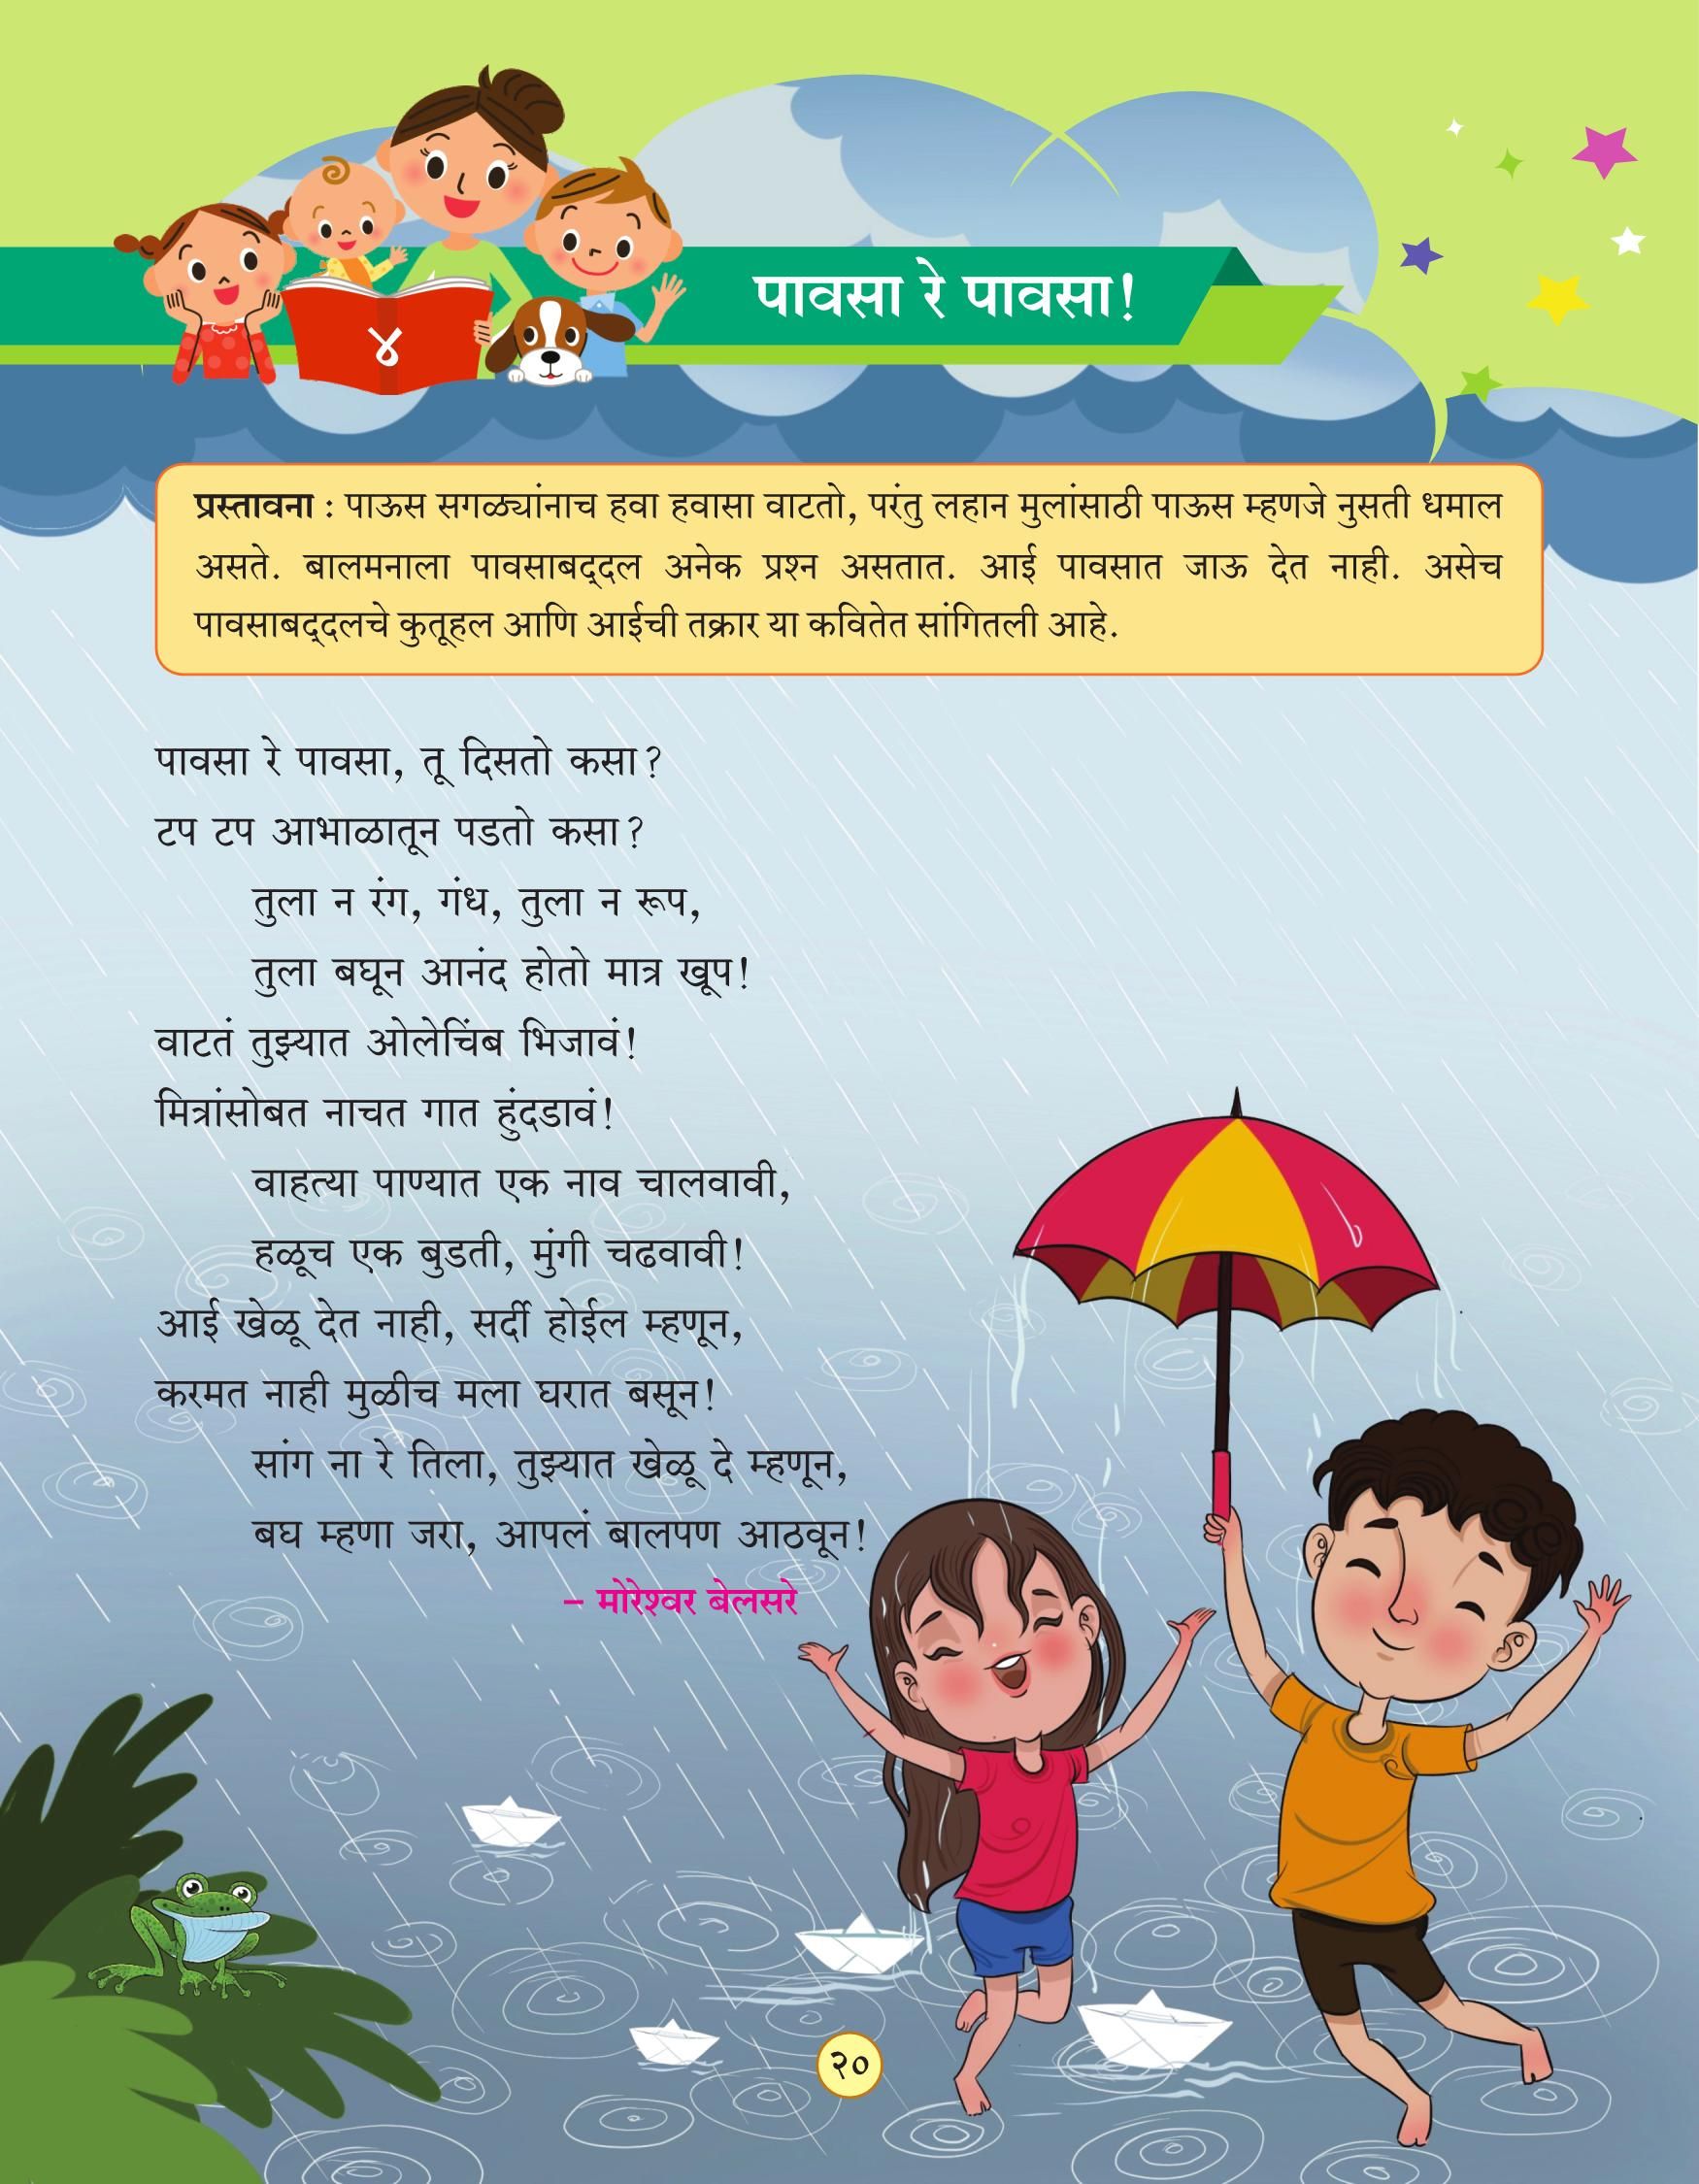 पावसा रे पावसा!
४
प्रस्तावना : पाऊस सगळ्यांनाच हवा हवासा वाटतो, परंतु लहान मुलांसाठी पाऊस म्हणजे नुसती धमाल
असते. बालमनाला पावसाबद्‌दल अनेक प्रश्न असतात. आई पावसात जाऊ देत नाही. असेच
पावसाबद्‌दलचे कुतूहल आणि आईची तक्रार या कवितेत सांगितली आहे.
पावसा रे पावसा, तू दिसतो कसा?
टप टप आभाळातून पडतो कसा?
तुला न रंग, गंध, तुला न रूप,
तुला बघून आनंद होतो मात्र खूप!
वाटतं तुझ्यात ओलेचिंब भिजावं!
मित्रांसोबत नाचत गात हुंदडावं!
वाहत्या पाण्यात एक नाव चालवावी,
हळूच एक बुडती, मुंगी चढवावी!
आई खेळू देत नाही, सर्दी होईल म्हणून,
करमत नाही मुळीच मला घरात बसून!
सांग ना रे तिला, तुझ्यात खेळू दे म्हणून,
बघ म्हणा जरा, आपलं बालपण आठवून!
– मोरेश्वर बेलसरे
२०